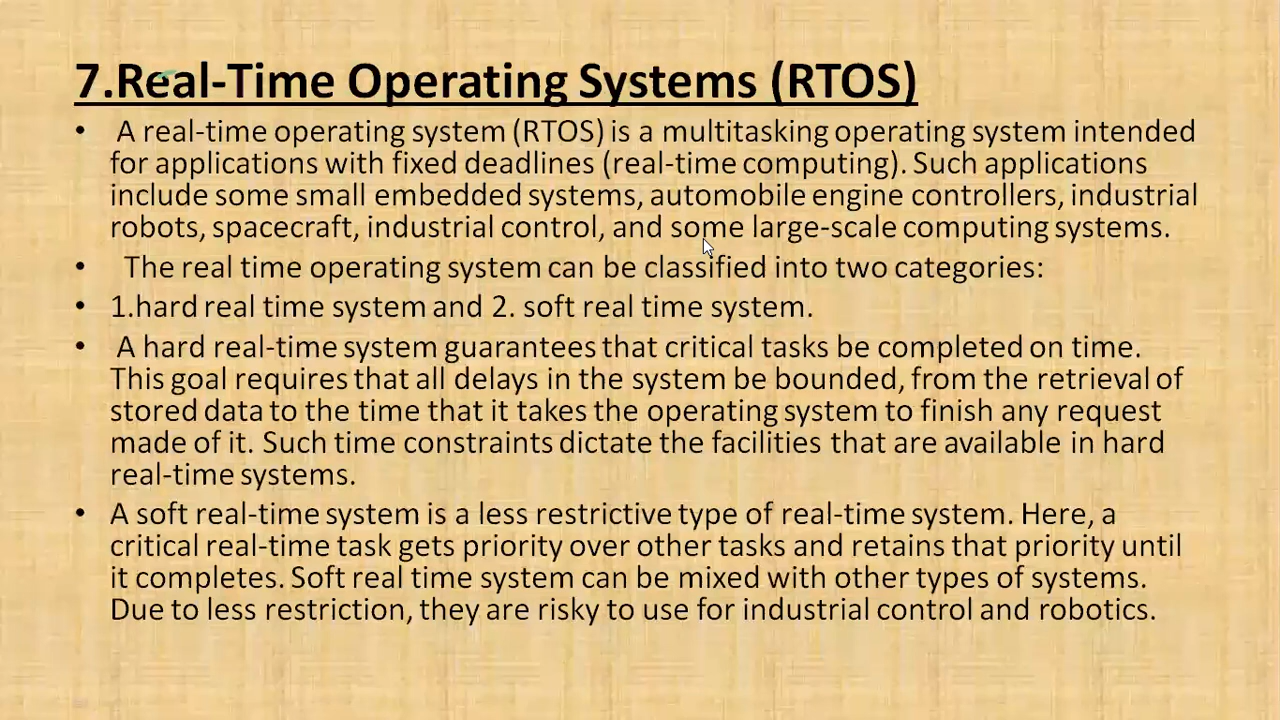 7.Real-Time Operating Systems (RTOS)
• A real-time operating system (RTOS) is a multitasking operating system intended
for applications with fixed deadlines (real-time computing). Such applications
include some small embedded systems, automobile engine controllers, industrial
robots, spacecraft, industrial control, and some large-scale computing systems.
• The real time operating system can be classified into two categories:
• 1.hard real time system and 2. soft real time system.
• A hard real-time system guarantees that critical tasks be completed on time.
This goal requires that all delays in the system be bounded, from the retrieval of
stored data to the time that it takes the operating system to finish any request
made of it. Such time constraints dictate the facilities that are available in hard
real-time systems.
• A soft real-time system is a less restrictive type of real-time system. Here, a
critical real-time task gets priority over other tasks and retains that priority until
it completes. Soft real time system can be mixed with other types of systems.
Due to less restriction, they are risky to use for industrial control and robotics.